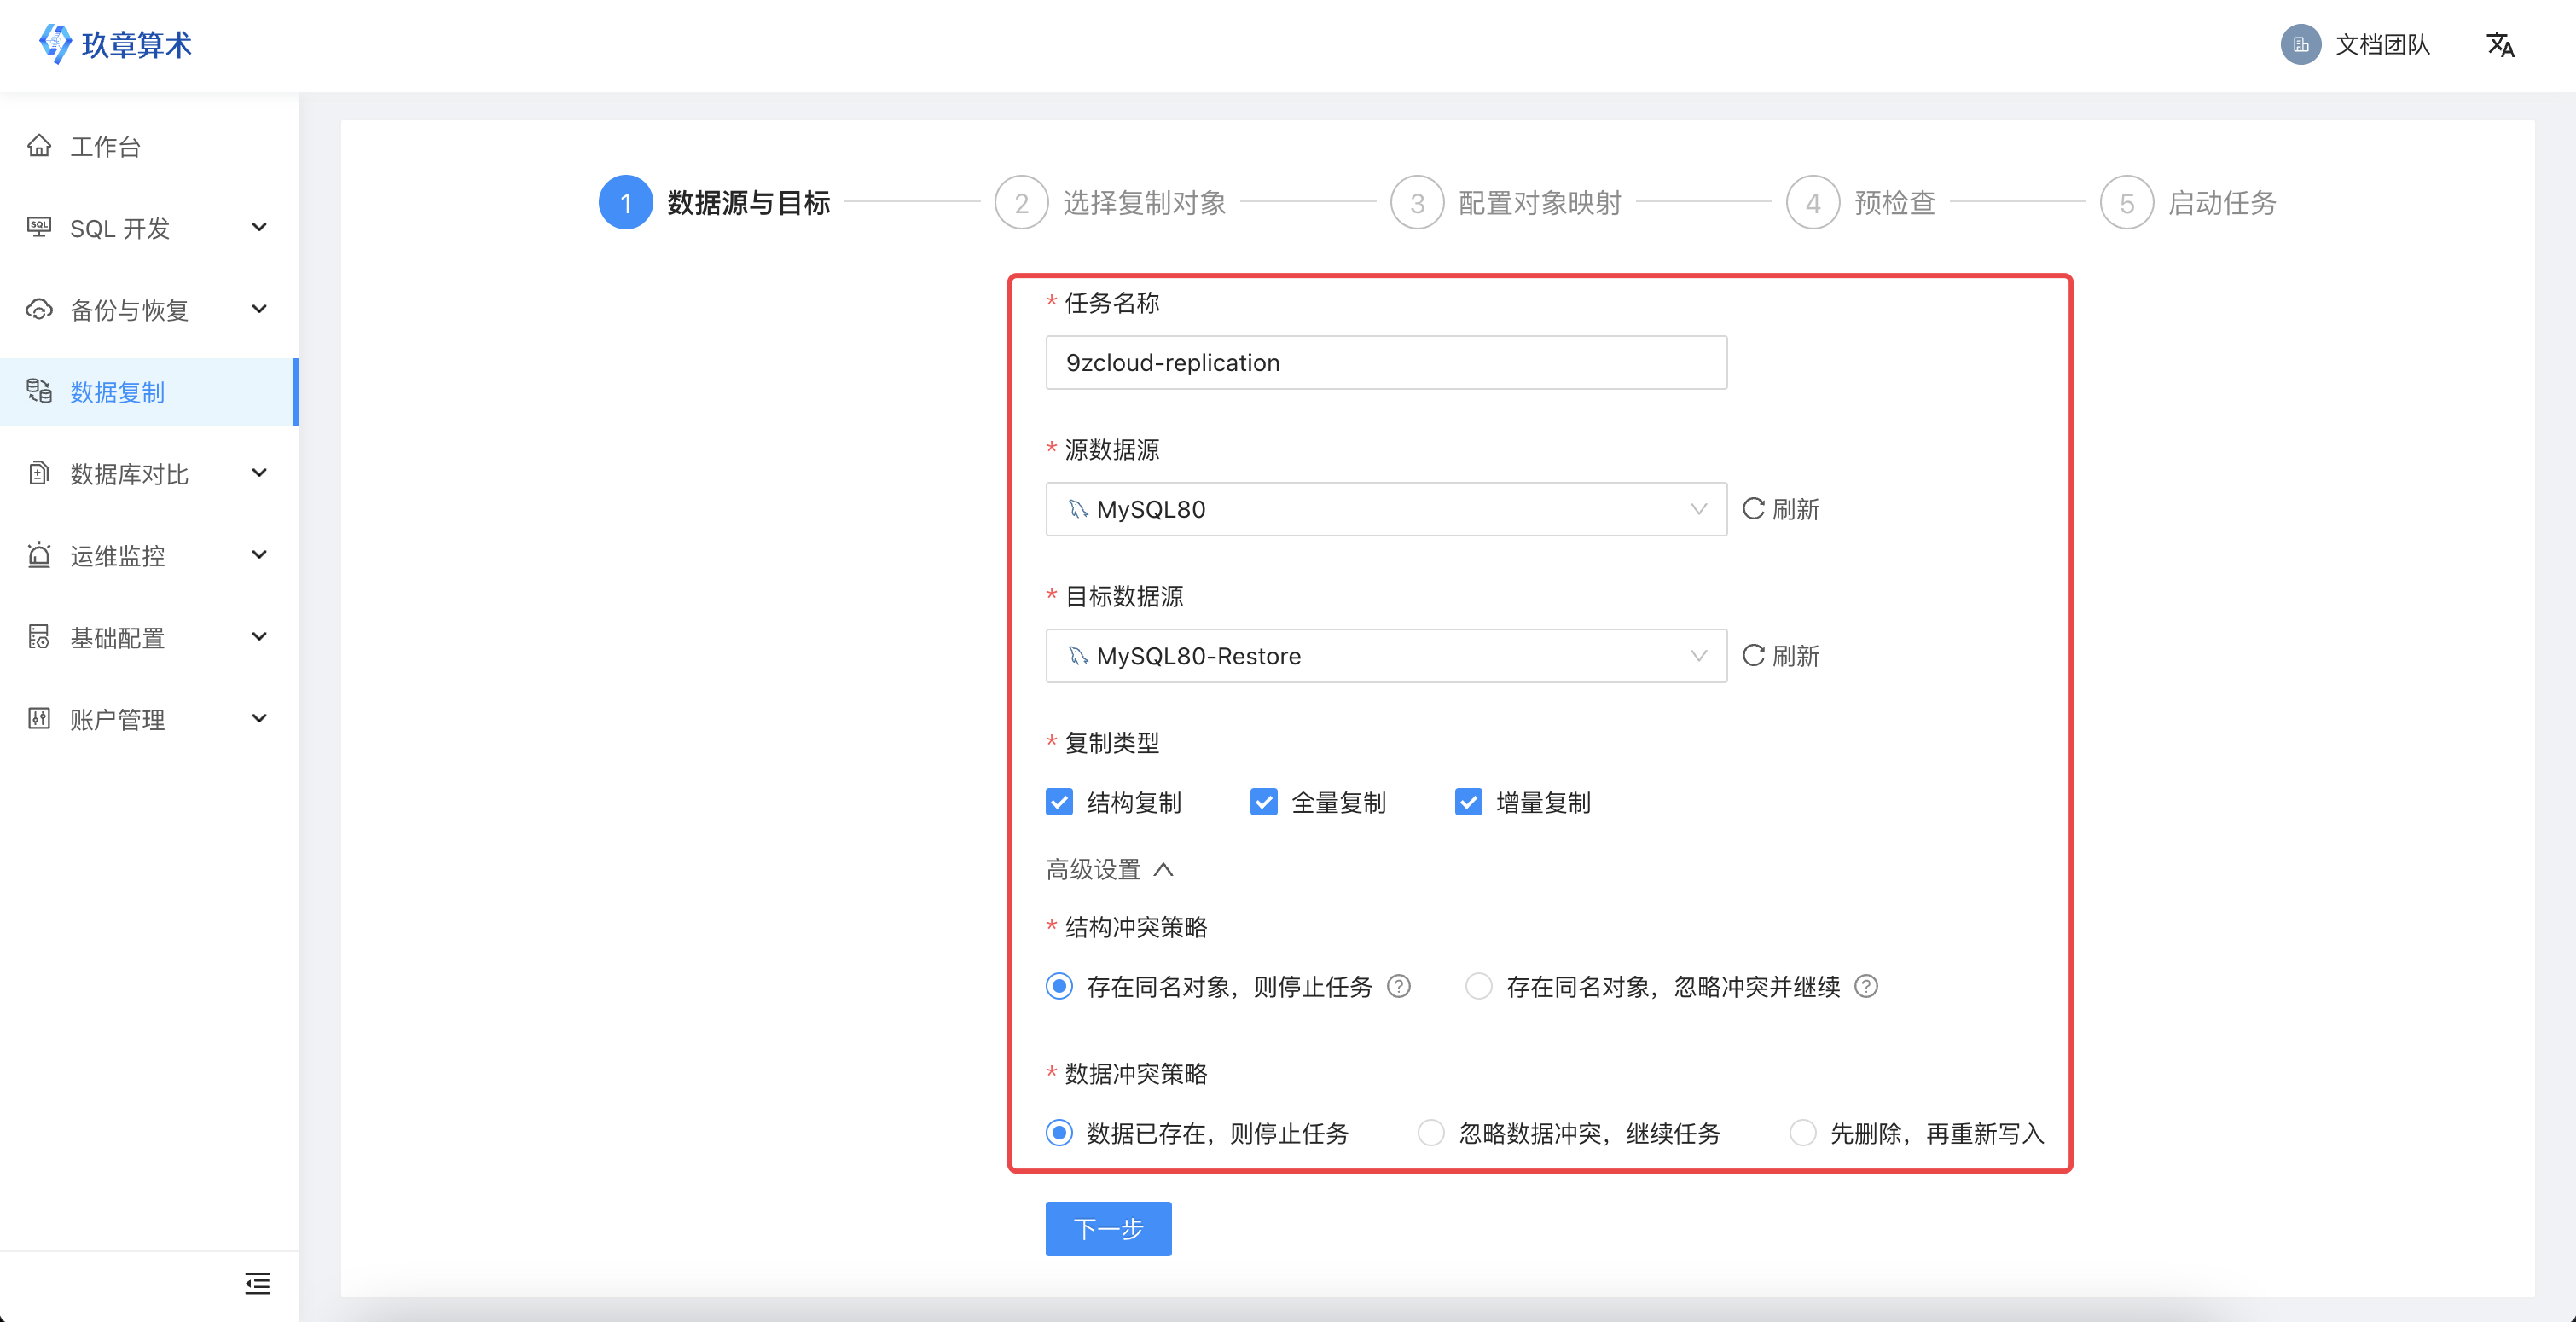 玖章算术
文档团队
工作台
SQL 开发
备份与恢复
数据复制
数据库对比
运维监控
基础配置
账户管理
1 数据源与目标 2 选择复制对象 3 配置对象映射 4 预检查 5 启动任务
* 任务名称
9zcloud-replication
* 源数据源
MySQL80 刷新
* 目标数据源
MySQL80-Restore 刷新
* 复制类型
结构复制 全量复制 增量复制
高级设置
* 结构冲突策略
存在同名对象，则停止任务 ? 存在同名对象，忽略冲突并继续 ?
* 数据冲突策略
数据已存在，则停止任务 忽略数据冲突，继续任务 先删除，再重新写入
下一步